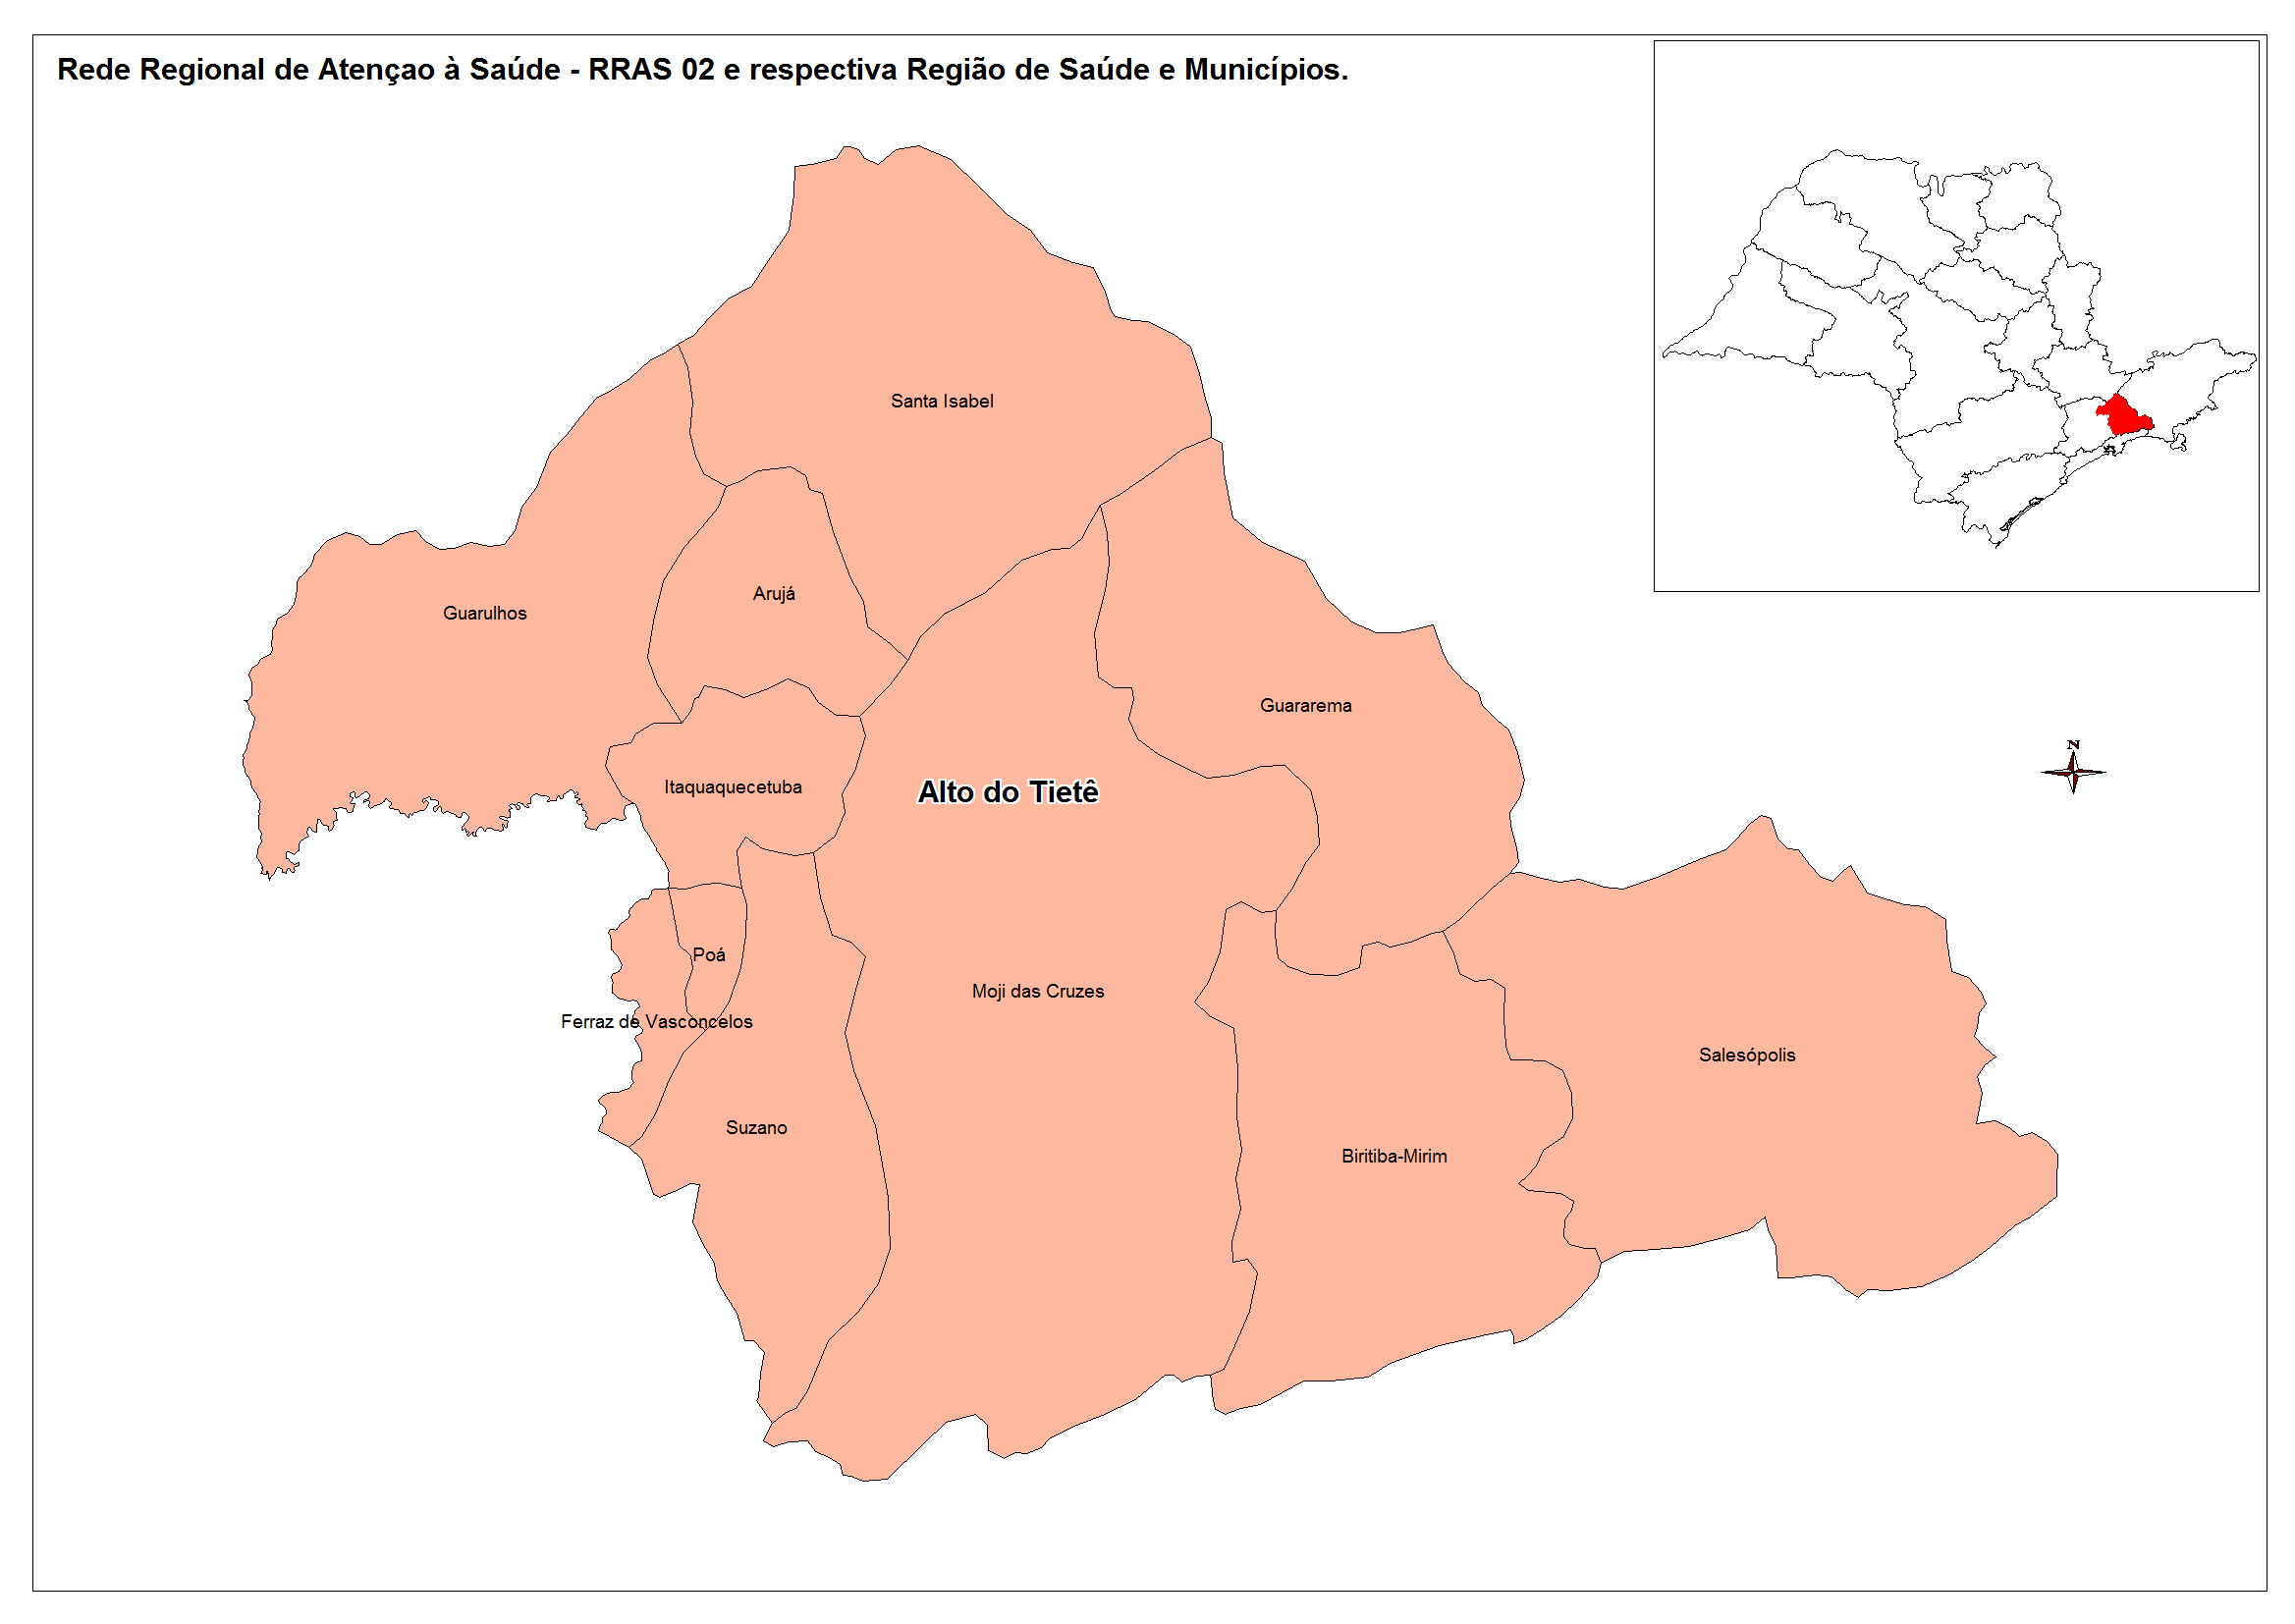 Rede Regional de Atençao à Saúde - RRAS 02 e respectiva Região de Saúde e Municípios.
Santa Isabel
Arujá
Guarulhos
Guararema
N
Itaquaquecetuba
Alto do Tietê
Poá
Moji das Cruzes
Ferraz de Vasconcelos
Salesópolis
Suzano
Biritiba-Mirim